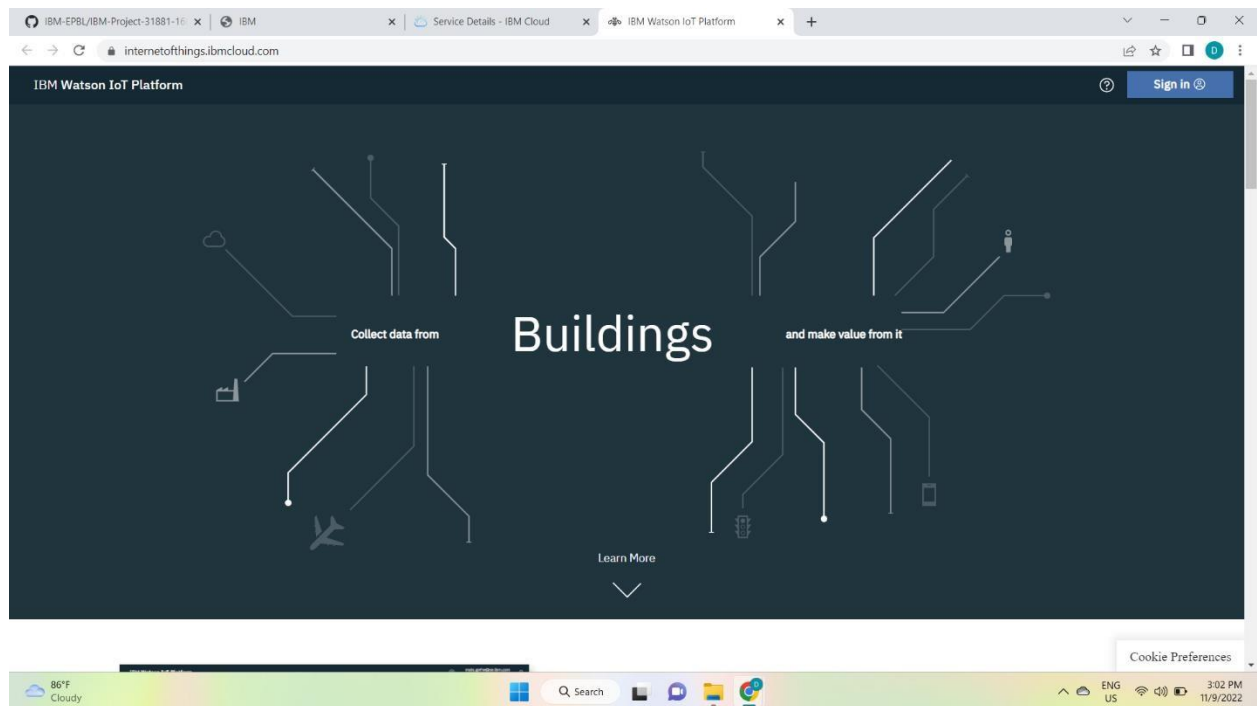 IBM-EPBL/IBM-Project-31881-16
IBM
Service Details - IBM Cloud
IBM Watson IoT Platform
internetofthings.ibmcloud.com
D
IBM Watson IoT Platform
Sign in
Collect data from
Buildings
and make value from it
Learn More
Cookie Preferences
86°F
Cloudy
Search
ENG
US
3:02 PM
11/9/2022